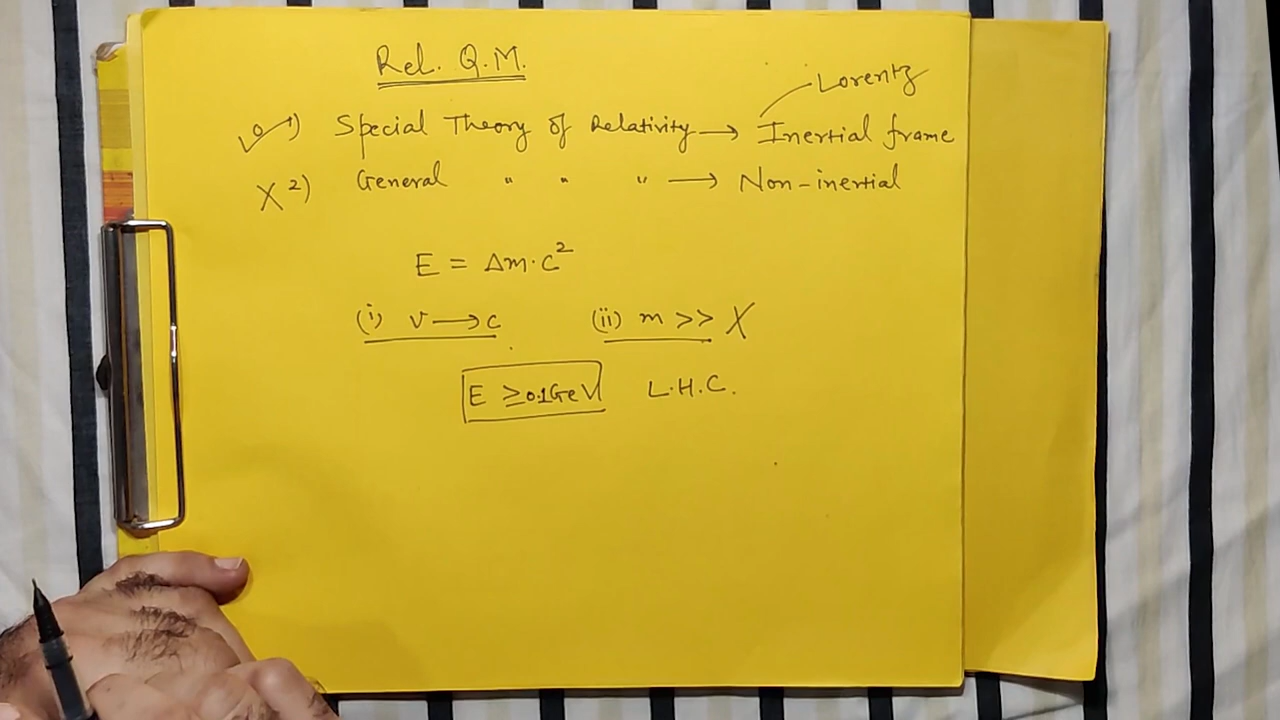 Rel. Q.M.
Lorentz
1) Special Theory of Relativity → Inertial frame
X 2) General " " " → Non-inertial
E = Δm·c²
(i) v → c (ii) m >> X
E ≥ 0.1GeV L.H.C.